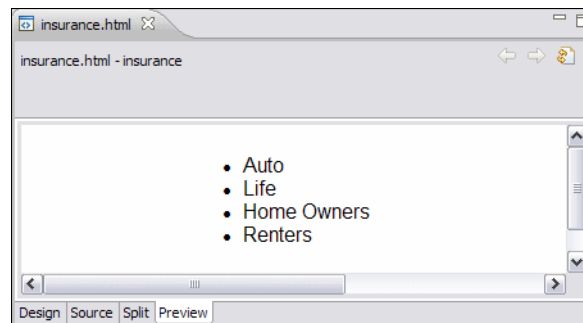 insurance.html
insurance.html - insurance
Auto
Life
Home Owners
Renters
Design Source Split Preview